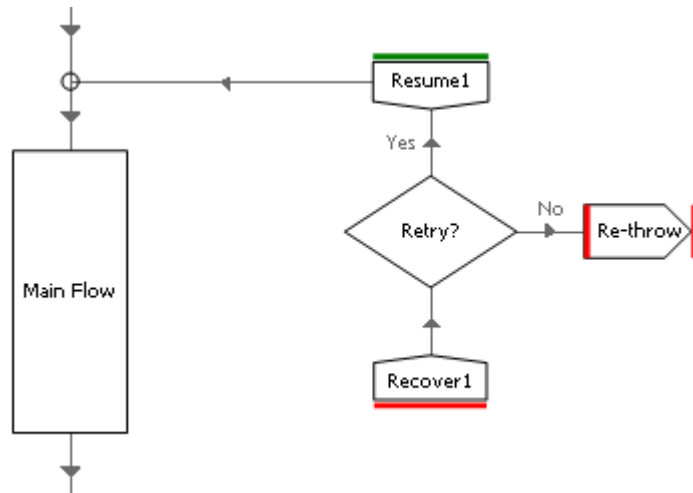 Resume1
Yes
No
Retry?
Re-throw
Main Flow
Recover1